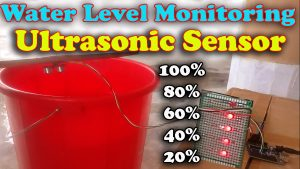 Water Level Monitoring
Ultrasonic Sensor
100%
80%
60%
40%
20%